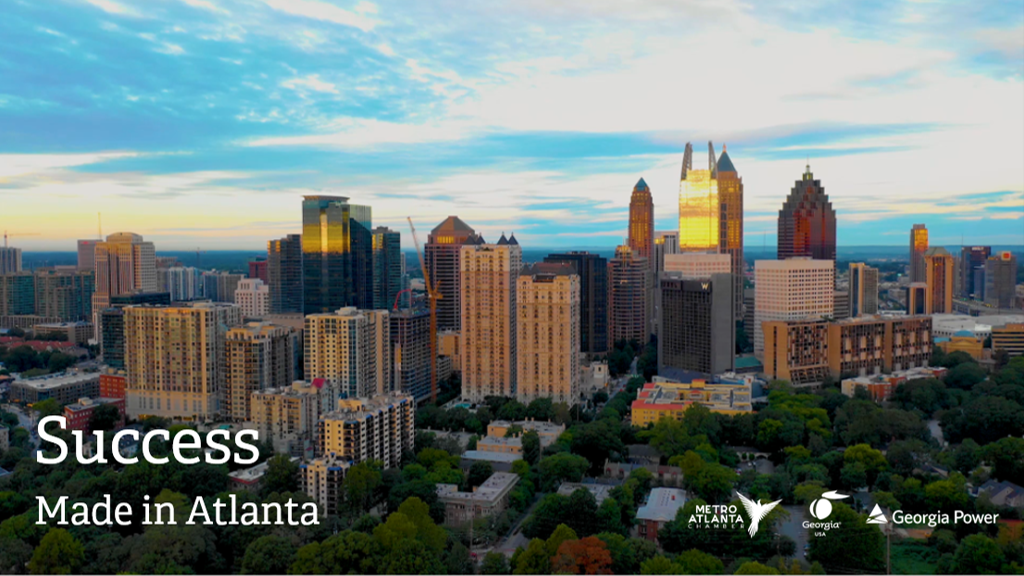 Success
Made in Atlanta
W
METRO
ATLANTA
CHAMBER
Georgia
USA
Georgia Power